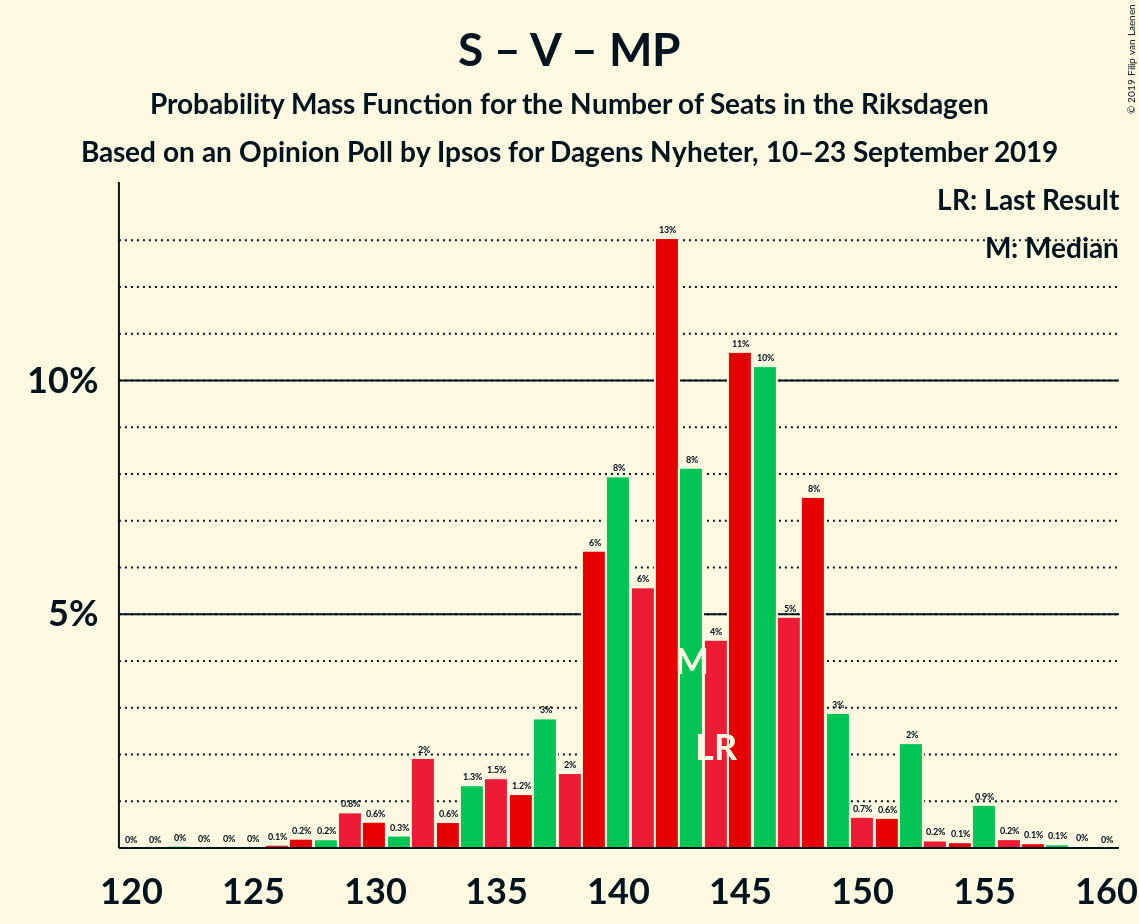 S – V – MP
Probability Mass Function for the Number of Seats in the Riksdagen
Based on an Opinion Poll by Ipsos for Dagens Nyheter, 10–23 September 2019
© 2019 Filip van Laenen
LR: Last Result
M: Median
10%
5%
0% 0% 0% 0% 0% 0% 0.1% 0.2% 0.2% 0.8% 0.6% 0.3% 2% 0.6% 1.3% 1.5% 1.2% 3% 2% 6% 8% 6% 13% 8% 4% 11% 10% 5% 8% 3% 0.7% 0.6% 2% 0.2% 0.1% 0.9% 0.2% 0.1% 0.1% 0% 0%
M
LR
120 125 130 135 140 145 150 155 160